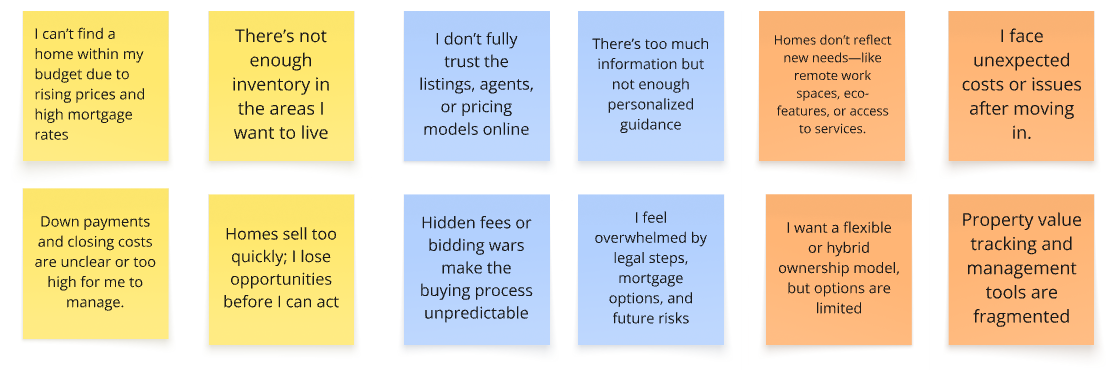 I can’t find a
home within my
budget due to
rising prices and
high mortgage
rates
There’s not
enough
inventory in
the areas I
want to live
I don’t fully
trust the
listings, agents,
or pricing
models online
There’s too much
information but
not enough
personalized
guidance
Homes don’t reflect
new needs—like
remote work
spaces, eco-
features, or access
to services.
I face
unexpected
costs or issues
after moving
in.
Down payments
and closing costs
are unclear or too
high for me to
manage.
Homes sell too
quickly; I lose
opportunities
before I can act
Hidden fees or
bidding wars
make the
buying process
unpredictable
I feel
overwhelmed by
legal steps,
mortgage
options, and
future risks
I want a flexible
or hybrid
ownership model,
but options are
limited
Property value
tracking and
management
tools are
fragmented